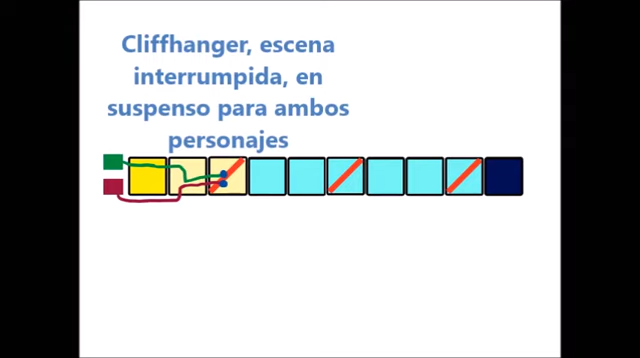 Cliffhanger, escena
interrumpida, en
suspenso para ambos
personajes